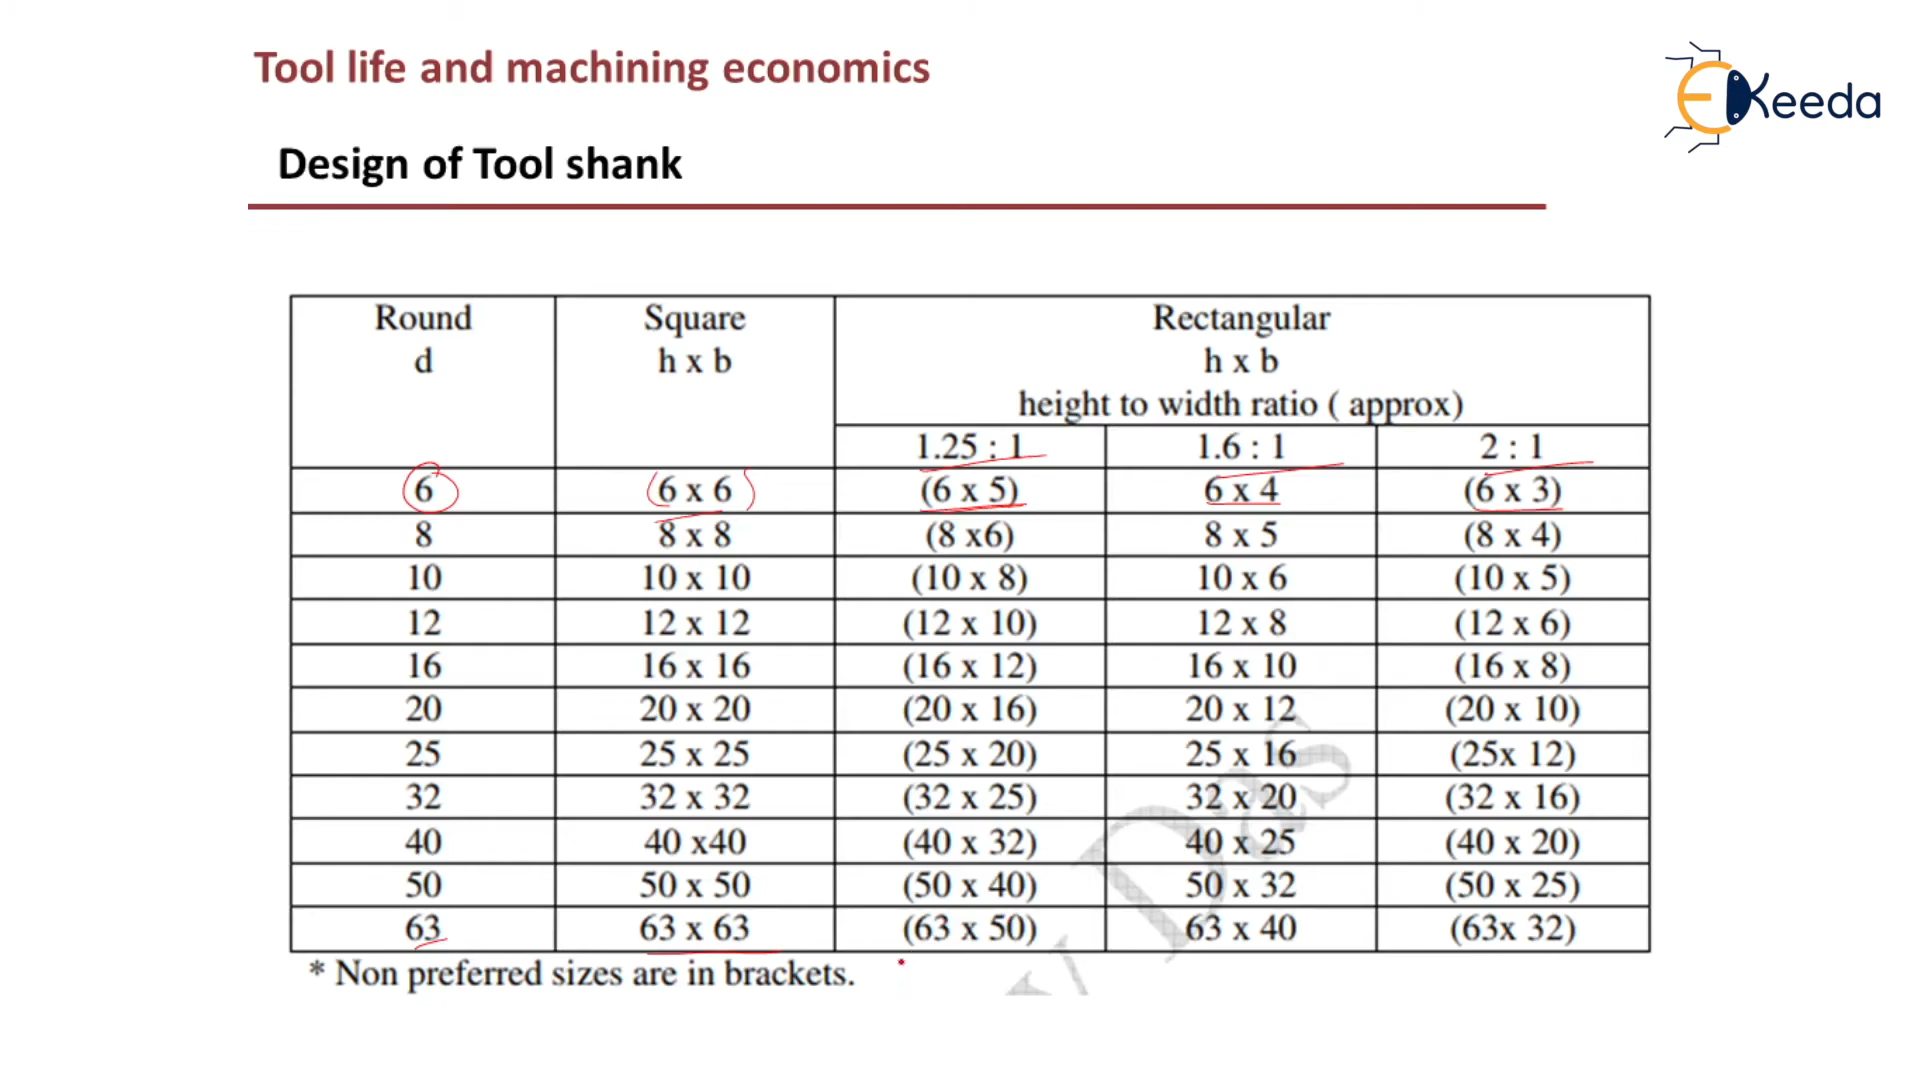 Tool life and machining economics
Keeda
Design of Tool shank
Round
d
Square
h x b
Rectangular
h x b
height to width ratio ( approx)
1.25 : 1 1.6 : 1 2 : 1
6 6 x 6 (6 x 5) 6 x 4 (6 x 3)
8 8 x 8 (8 x6) 8 x 5 (8 x 4)
10 10 x 10 (10 x 8) 10 x 6 (10 x 5)
12 12 x 12 (12 x 10) 12 x 8 (12 x 6)
16 16 x 16 (16 x 12) 16 x 10 (16 x 8)
20 20 x 20 (20 x 16) 20 x 12 (20 x 10)
25 25 x 25 (25 x 20) 25 x 16 (25x 12)
32 32 x 32 (32 x 25) 32 x 20 (32 x 16)
40 40 x40 (40 x 32) 40 x 25 (40 x 20)
50 50 x 50 (50 x 40) 50 x 32 (50 x 25)
63 63 x 63 (63 x 50) 63 x 40 (63x 32)
* Non preferred sizes are in brackets.
Das